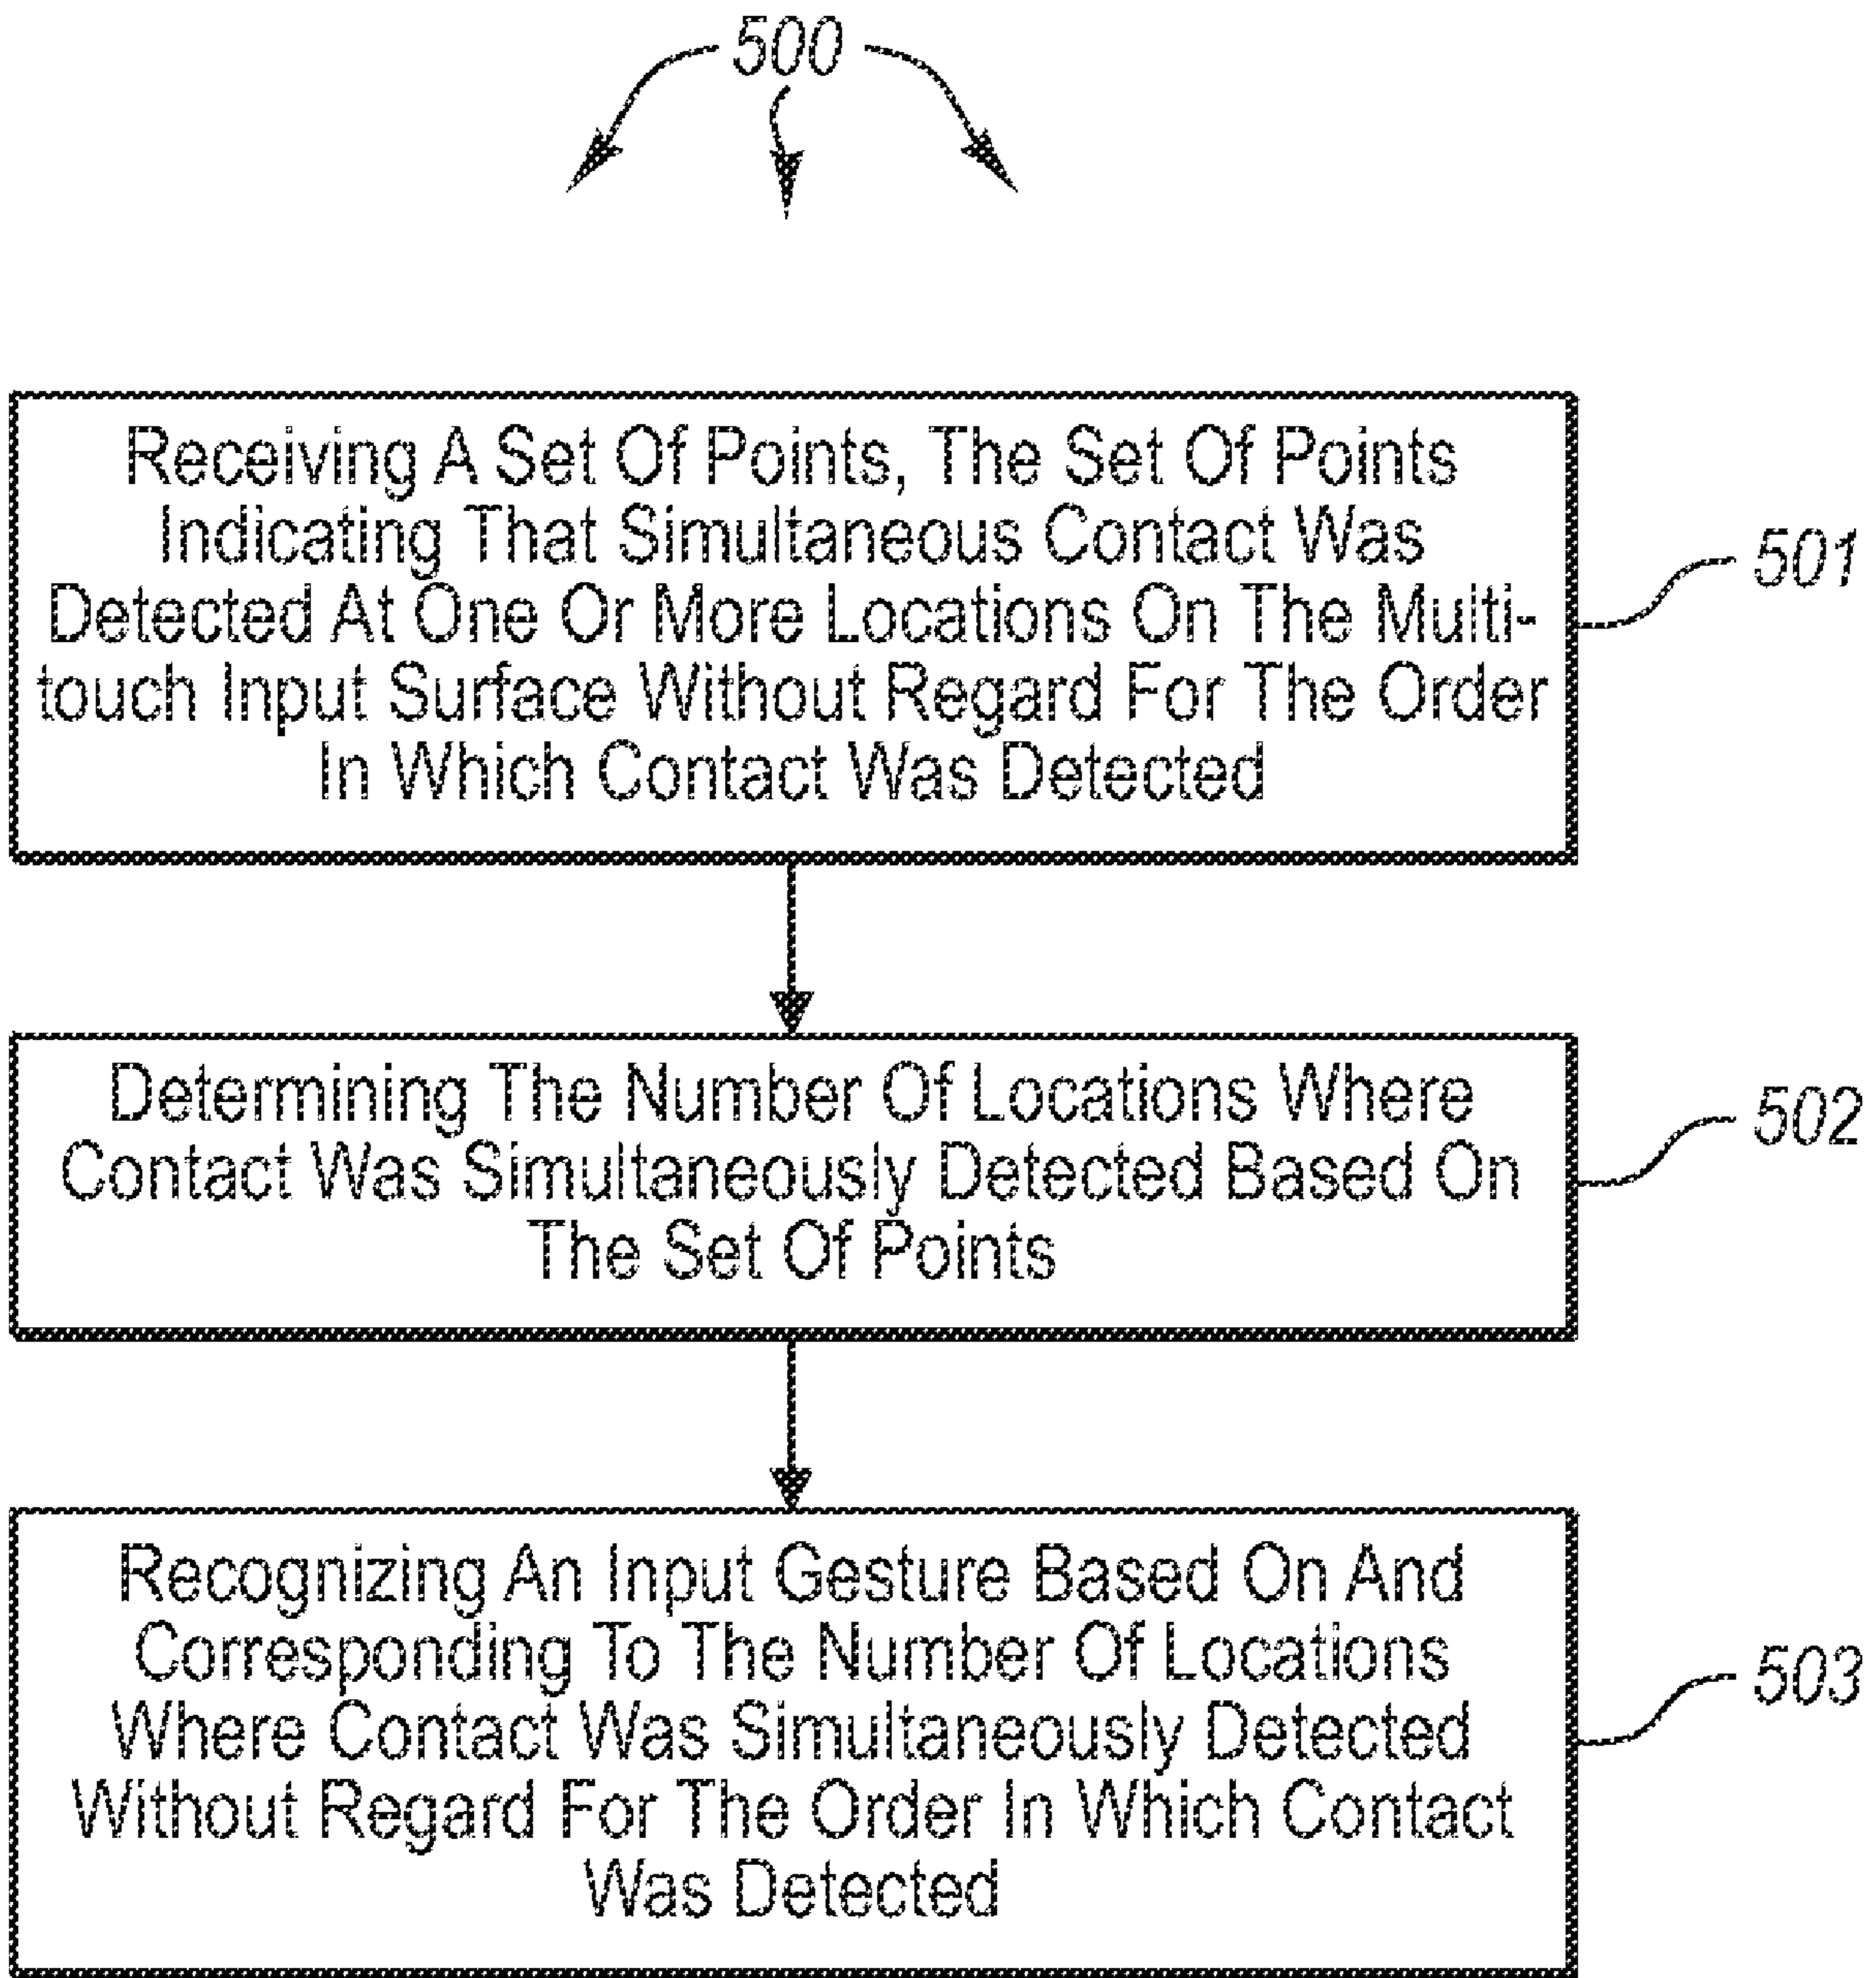 500
Receiving A Set Of Points, The Set Of Points
Indicating That Simultaneous Contact Was
Detected At One Or More Locations On The Multi-
touch Input Surface Without Regard For The Order
In Which Contact Was Detected
501
Determining The Number Of Locations Where
Contact Was Simultaneously Detected Based On
The Set Of Points
502
Recognizing An Input Gesture Based On And
Corresponding To The Number Of Locations
Where Contact Was Simultaneously Detected
Without Regard For The Order In Which Contact
Was Detected
503